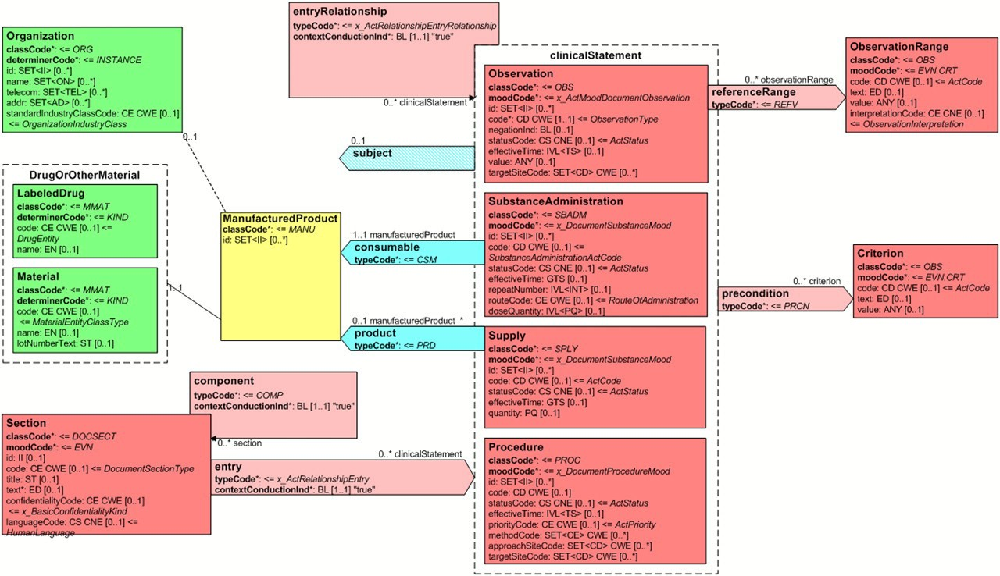 entryRelationship
typeCode*: <= x_ActRelationshipEntryRelationship
contextConductionInd*: BL [1..1] "true"
0..* clinicalStatement
Organization
classCode*: <= ORG
determinerCode*: <= INSTANCE
id: SET<II> [0..*]
name: SET<ON> [0..*]
telecom: SET<TEL> [0..*]
addr: SET<AD> [0..*]
standardIndustryClassCode: CE CWE [0..1]
<= OrganizationIndustryClass
0..1
DrugOrOtherMaterial
LabeledDrug
classCode*: <= MMAT
determinerCode*: <= KIND
code: CE CWE [0..1] <=
DrugEntity
name: EN [0..1]
Material
classCode*: <= MMAT
determinerCode*: <= KIND
code: CE CWE [0..1]
<= MaterialEntityClassType
name: EN [0..1]
lotNumberText: ST [0..1]
1..1
ManufacturedProduct
classCode*: <= MANU
id: SET<II> [0..*]
0..1
subject
1..1 manufacturedProduct
consumable
typeCode*: <= CSM
0..1 manufacturedProduct *
product
typeCode*: <= PRD
component
typeCode*: <= COMP
contextConductionInd*: BL [1..1] "true"
0..* section
Section
classCode*: <= DOCSECT
moodCode*: <= EVN
id: II [0..1]
code: CE CWE [0..1] <= DocumentSectionType
title: ST [0..1]
text*: ED [0..1]
confidentialityCode: CE CWE [0..1]
<= x_BasicConfidentialityKind
languageCode: CS CNE [0..1] <=
HumanLanguage
0..* clinicalStatement
entry
typeCode*: <= x_ActRelationshipEntry
contextConductionInd*: BL [1..1] "true"
clinicalStatement
Observation
classCode*: <= OBS
moodCode*: <= x_ActMoodDocumentObservation
id: SET<II> [0..*]
code*: CD CWE [1..1] <= ObservationType
negationInd: BL [0..1]
statusCode: CS CNE [0..1] <= ActStatus
effectiveTime: IVL<TS> [0..1]
value: ANY [0..1]
targetSiteCode: SET<CD> CWE [0..*]
SubstanceAdministration
classCode*: <= SBADM
moodCode*: <= x_DocumentSubstanceMood
id: SET<II> [0..*]
code: CD CWE [0..1] <=
SubstanceAdministrationActCode
statusCode: CS CNE [0..1] <= ActStatus
effectiveTime: GTS [0..1]
repeatNumber: IVL<INT> [0..1]
routeCode: CE CWE [0..1] <= RouteOfAdministration
doseQuantity: IVL<PQ> [0..1]
Supply
classCode*: <= SPLY
moodCode*: <= x_DocumentSubstanceMood
id: SET<II> [0..*]
code: CD CWE [0..1] <= ActCode
statusCode: CS CNE [0..1] <= ActStatus
effectiveTime: GTS [0..1]
quantity: PQ [0..1]
Procedure
classCode*: <= PROC
moodCode*: <= x_DocumentProcedureMood
id: SET<II> [0..*]
code: CD CWE [0..1]
statusCode: CS CNE [0..1] <= ActStatus
effectiveTime: IVL<TS> [0..1]
priorityCode: CE CWE [0..1] <= ActPriority
methodCode: SET<CE> CWE [0..*]
approachSiteCode: SET<CD> CWE [0..*]
targetSiteCode: SET<CD> CWE [0..*]
0..* observationRange
referenceRange
typeCode*: <= REFV
ObservationRange
classCode*: <= OBS
moodCode*: <= EVN.CRT
code: CD CWE [0..1] <= ActCode
text: ED [0..1]
value: ANY [0..1]
interpretationCode: CE CNE [0..1]
<= ObservationInterpretation
0..* criterion
precondition
typeCode*: <= PRCN
Criterion
classCode*: <= OBS
moodCode*: <= EVN.CRT
code: CD CWE [0..1] <= ActCode
text: ED [0..1]
value: ANY [0..1]